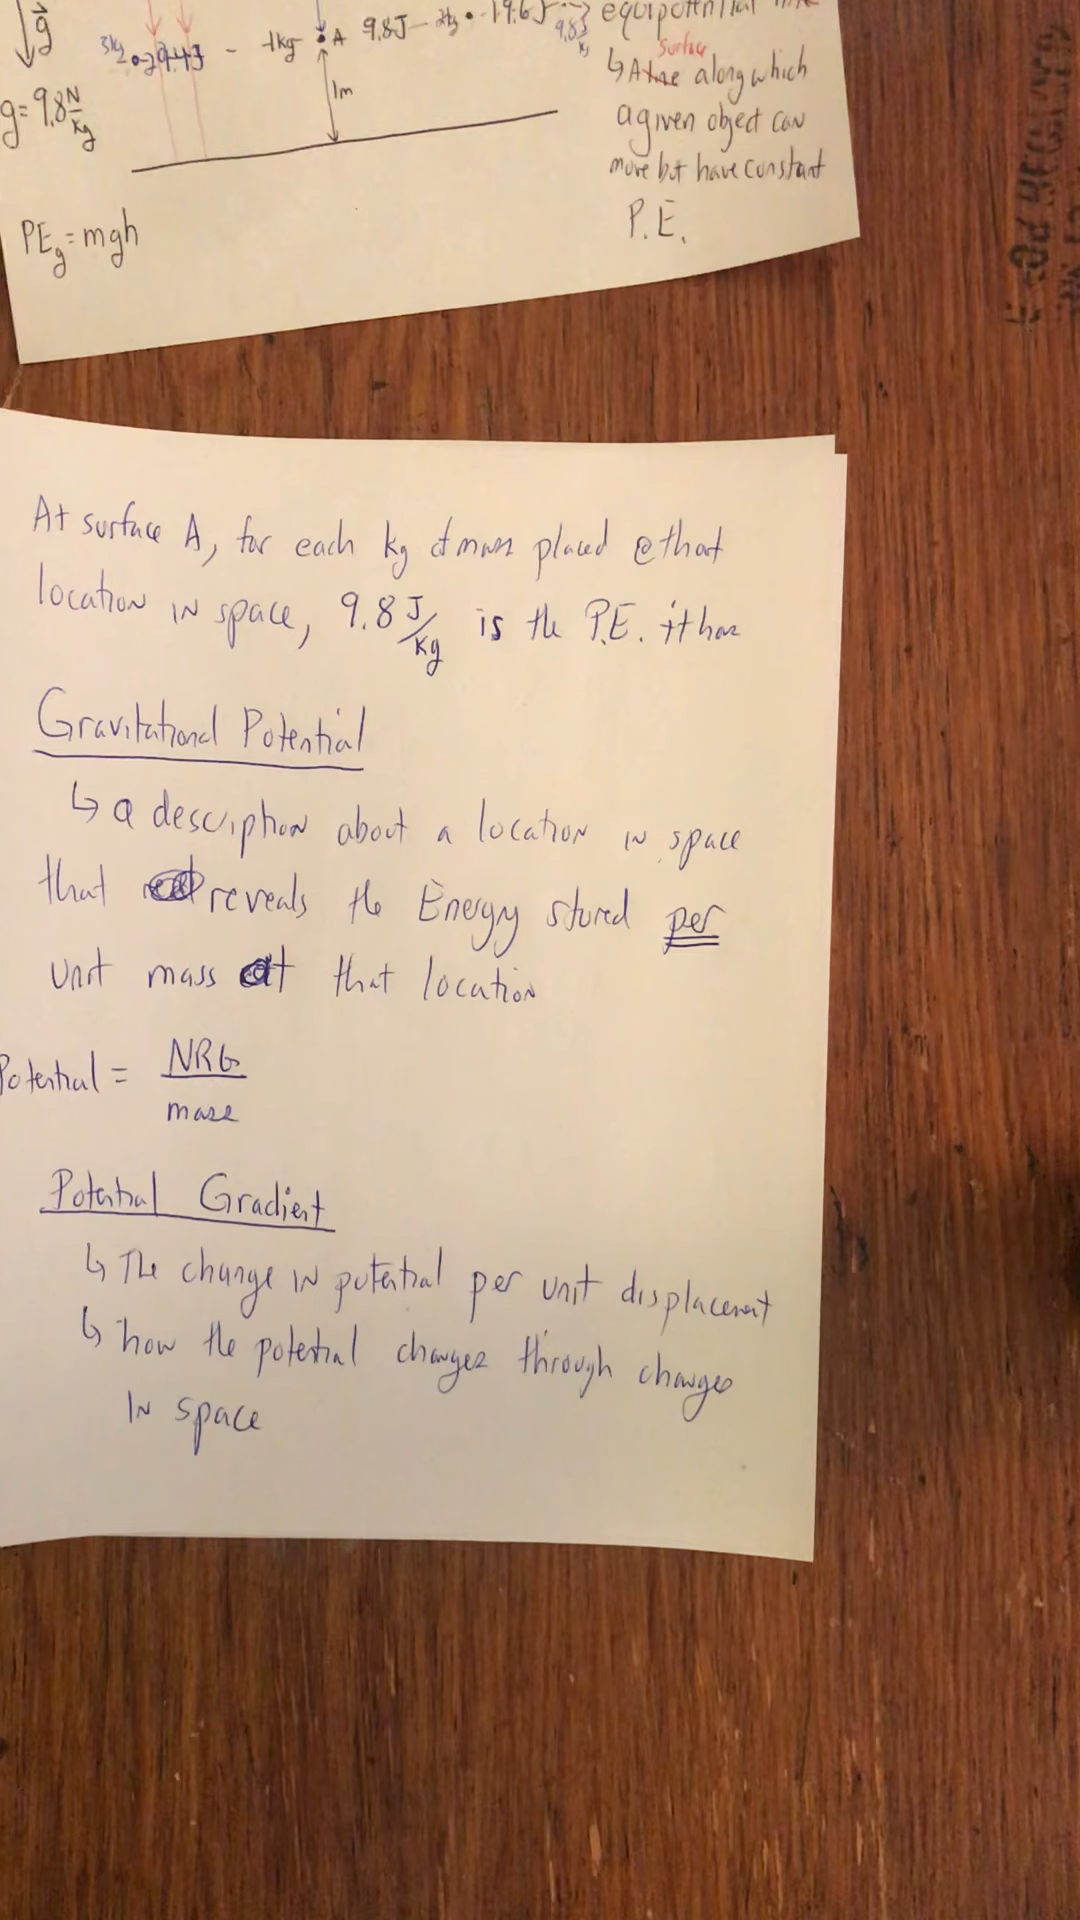 g
g = 9.8 N/kg
3kg 29.4J - 1kg A 9.8J - 2kg • -19.6J → 9.8 J/kg
1m
PEg = mgh
equipotential line
surface
↳ A line along which
a given object can
move but have constant
P.E.
At surface A, for each kg of mass placed @ that
location in space, 9.8 J/kg is the P.E. it has
Gravitational Potential
↳ a description about a location in space
that reveals the Energy stored per
unit mass at that location
Potential = NRG
mass
Potential Gradient
↳ The change in potential per unit displacement
↳ how the potential changes through changes
in space